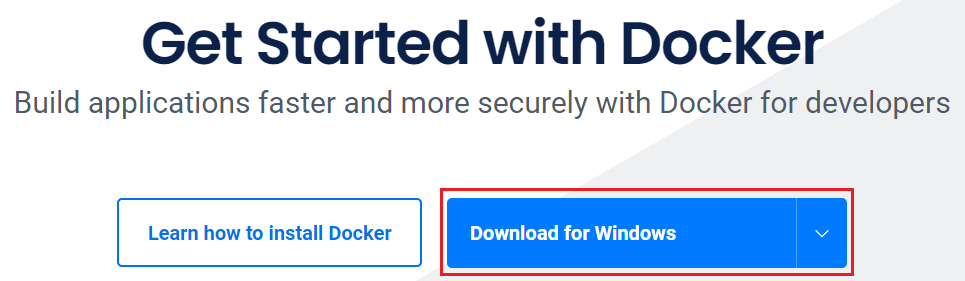 Get Started with Docker
Build applications faster and more securely with Docker for developers
Learn how to install Docker
Download for Windows